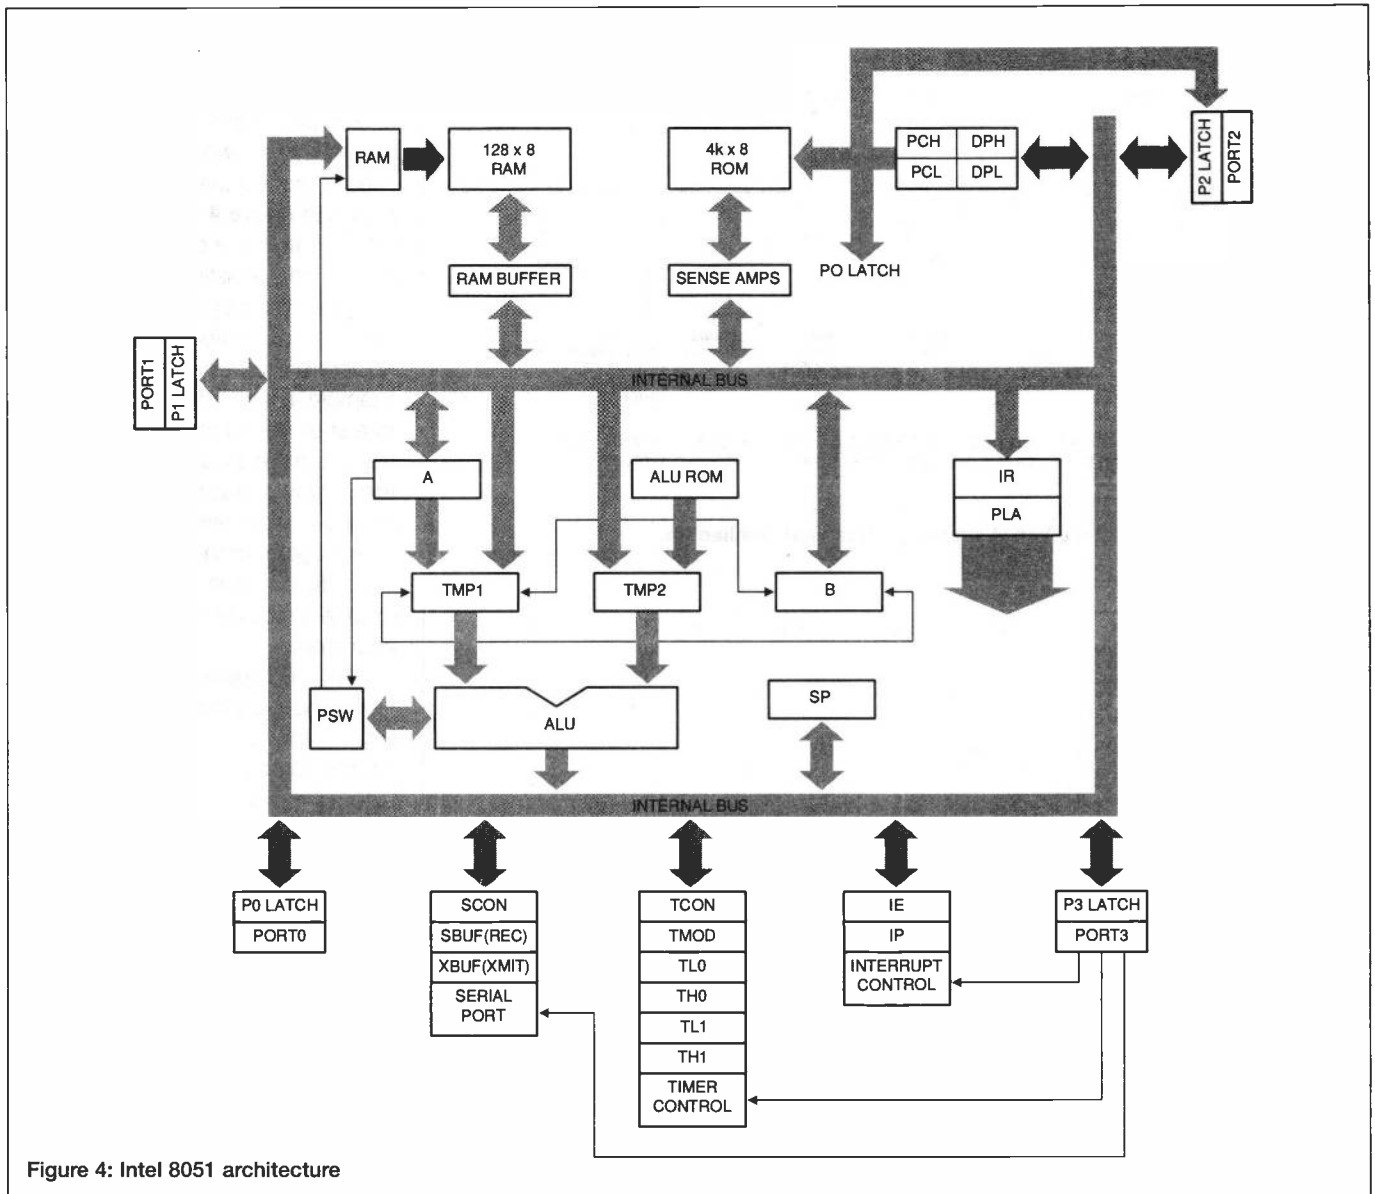 RAM
128 x 8
RAM
4k x 8
ROM
PCH
DPH
PCL
DPL
P2 LATCH
PORT2
RAM BUFFER
SENSE AMPS
PO LATCH
PORT1
P1 LATCH
INTERNAL BUS
A
ALU ROM
IR
PLA
TMP1
TMP2
B
PSW
ALU
SP
INTERNAL BUS
P0 LATCH
PORT0
SCON
SBUF(REC)
XBUF(XMIT)
SERIAL
PORT
TCON
TMOD
TL0
TH0
TL1
TH1
TIMER
CONTROL
IE
IP
INTERRUPT
CONTROL
P3 LATCH
PORT3
Figure 4: Intel 8051 architecture